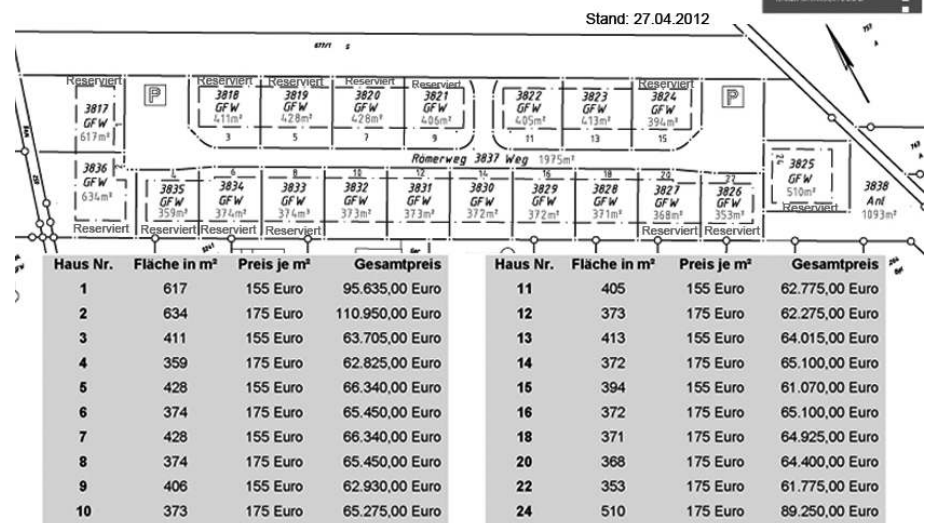 Stand: 27.04.2012
677/1 S
757
A
Reserviert Reserviert Reserviert Reserviert Reserviert Reserviert
3817 GFW 617m²
P
3818 GFW 411m² 3
3819 GFW 428m² 5
3820 GFW 428m² 7
3821 GFW 406m² 9
3822 GFW 405m² 11
3823 GFW 413m² 13
3824 GFW 394m² 15
P
Römerweg 3837 Weg 1975m²
3836 GFW 634m²
4 3835 GFW 359m²
6 3834 GFW 374m²
8 3833 GFW 374m²
10 3832 GFW 373m²
12 3831 GFW 373m²
14 3830 GFW 372m²
16 3829 GFW 372m²
18 3828 GFW 371m²
20 3827 GFW 368m²
22 3826 GFW 353m²
24 3825 GFW 510m²
Reserviert
3838 Anl 1093m²
Reserviert Reserviert Reserviert Reserviert Reserviert Reserviert
Haus Nr. Fläche in m² Preis je m² Gesamtpreis
1 617 155 Euro 95.635,00 Euro
2 634 175 Euro 110.950,00 Euro
3 411 155 Euro 63.705,00 Euro
4 359 175 Euro 62.825,00 Euro
5 428 155 Euro 66.340,00 Euro
6 374 175 Euro 65.450,00 Euro
7 428 155 Euro 66.340,00 Euro
8 374 175 Euro 65.450,00 Euro
9 406 155 Euro 62.930,00 Euro
10 373 175 Euro 65.275,00 Euro
Haus Nr. Fläche in m² Preis je m² Gesamtpreis
11 405 155 Euro 62.775,00 Euro
12 373 175 Euro 62.275,00 Euro
13 413 155 Euro 64.015,00 Euro
14 372 175 Euro 65.100,00 Euro
15 394 155 Euro 61.070,00 Euro
16 372 175 Euro 65.100,00 Euro
18 371 175 Euro 64.925,00 Euro
20 368 175 Euro 64.400,00 Euro
22 353 175 Euro 61.775,00 Euro
24 510 175 Euro 89.250,00 Euro